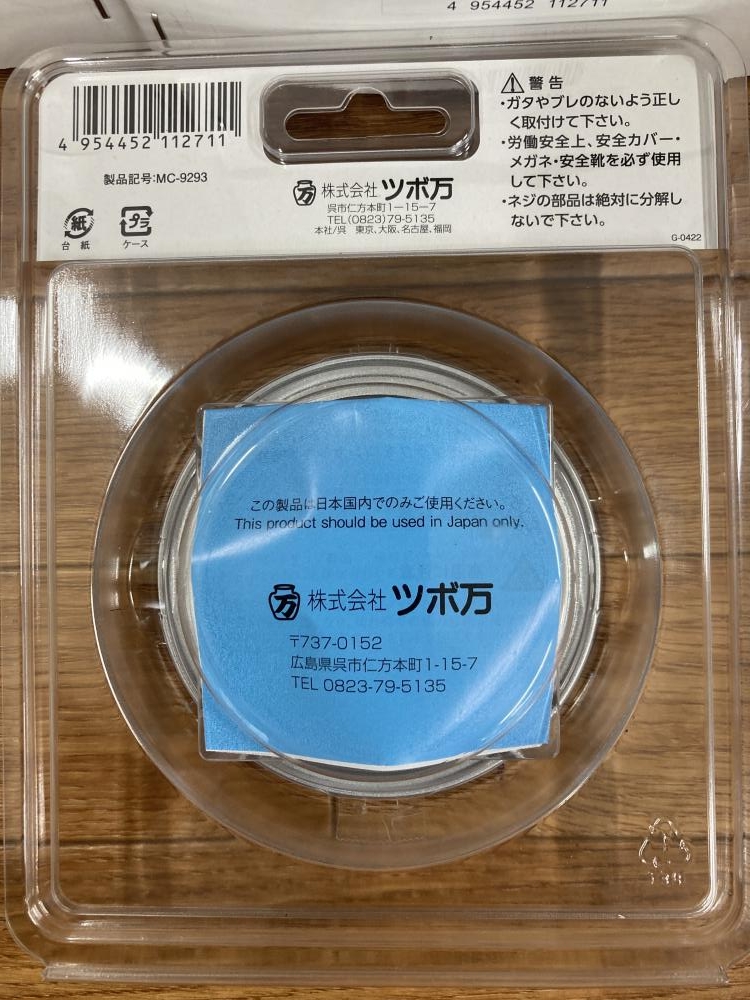 4 954452 112711
4 954452 112711
製品記号:MC-9293
紙
台紙
プラ
ケース
万 株式会社 ツボ万
呉市仁方本町1-15-7
TEL(0823)79-5135
本社/呉 東京、大阪、名古屋、福岡
⚠警告
・ガタやブレのないよう正し
く取付けて下さい。
・労働安全上、安全カバー・
メガネ・安全靴を必ず使用
して下さい。
・ネジの部品は絶対に分解し
ないで下さい。
G-0422
この製品は日本国内でのみご使用ください。
This product should be used in Japan only.
万 株式会社 ツボ万
〒737-0152
広島県呉市仁方本町1-15-7
TEL 0823-79-5135